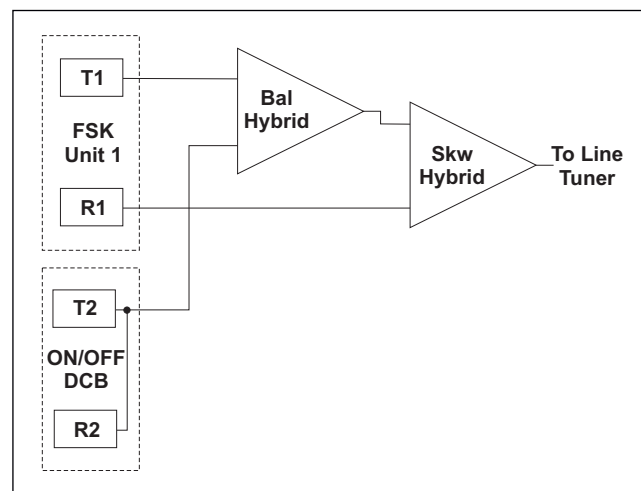 T1
FSK
Unit 1
R1
T2
ON/OFF
DCB
R2
Bal
Hybrid
Skw
Hybrid
To Line
Tuner